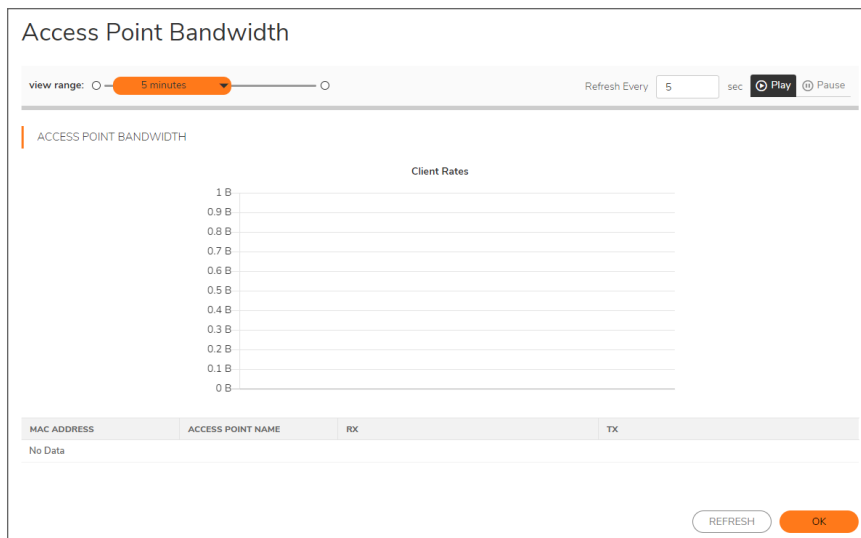 Access Point Bandwidth
view range: 5 minutes Refresh Every 5 sec Play Pause
ACCESS POINT BANDWIDTH
Client Rates
1 B
0.9 B
0.8 B
0.7 B
0.6 B
0.5 B
0.4 B
0.3 B
0.2 B
0.1 B
0 B
MAC ADDRESS ACCESS POINT NAME RX TX
No Data
REFRESH OK